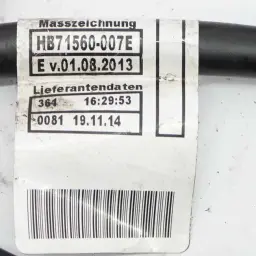 Masszeichnung
HB71560-007E
E v.01.08.2013
Lieferantendaten
364 16:29:53
0081 19.11.14